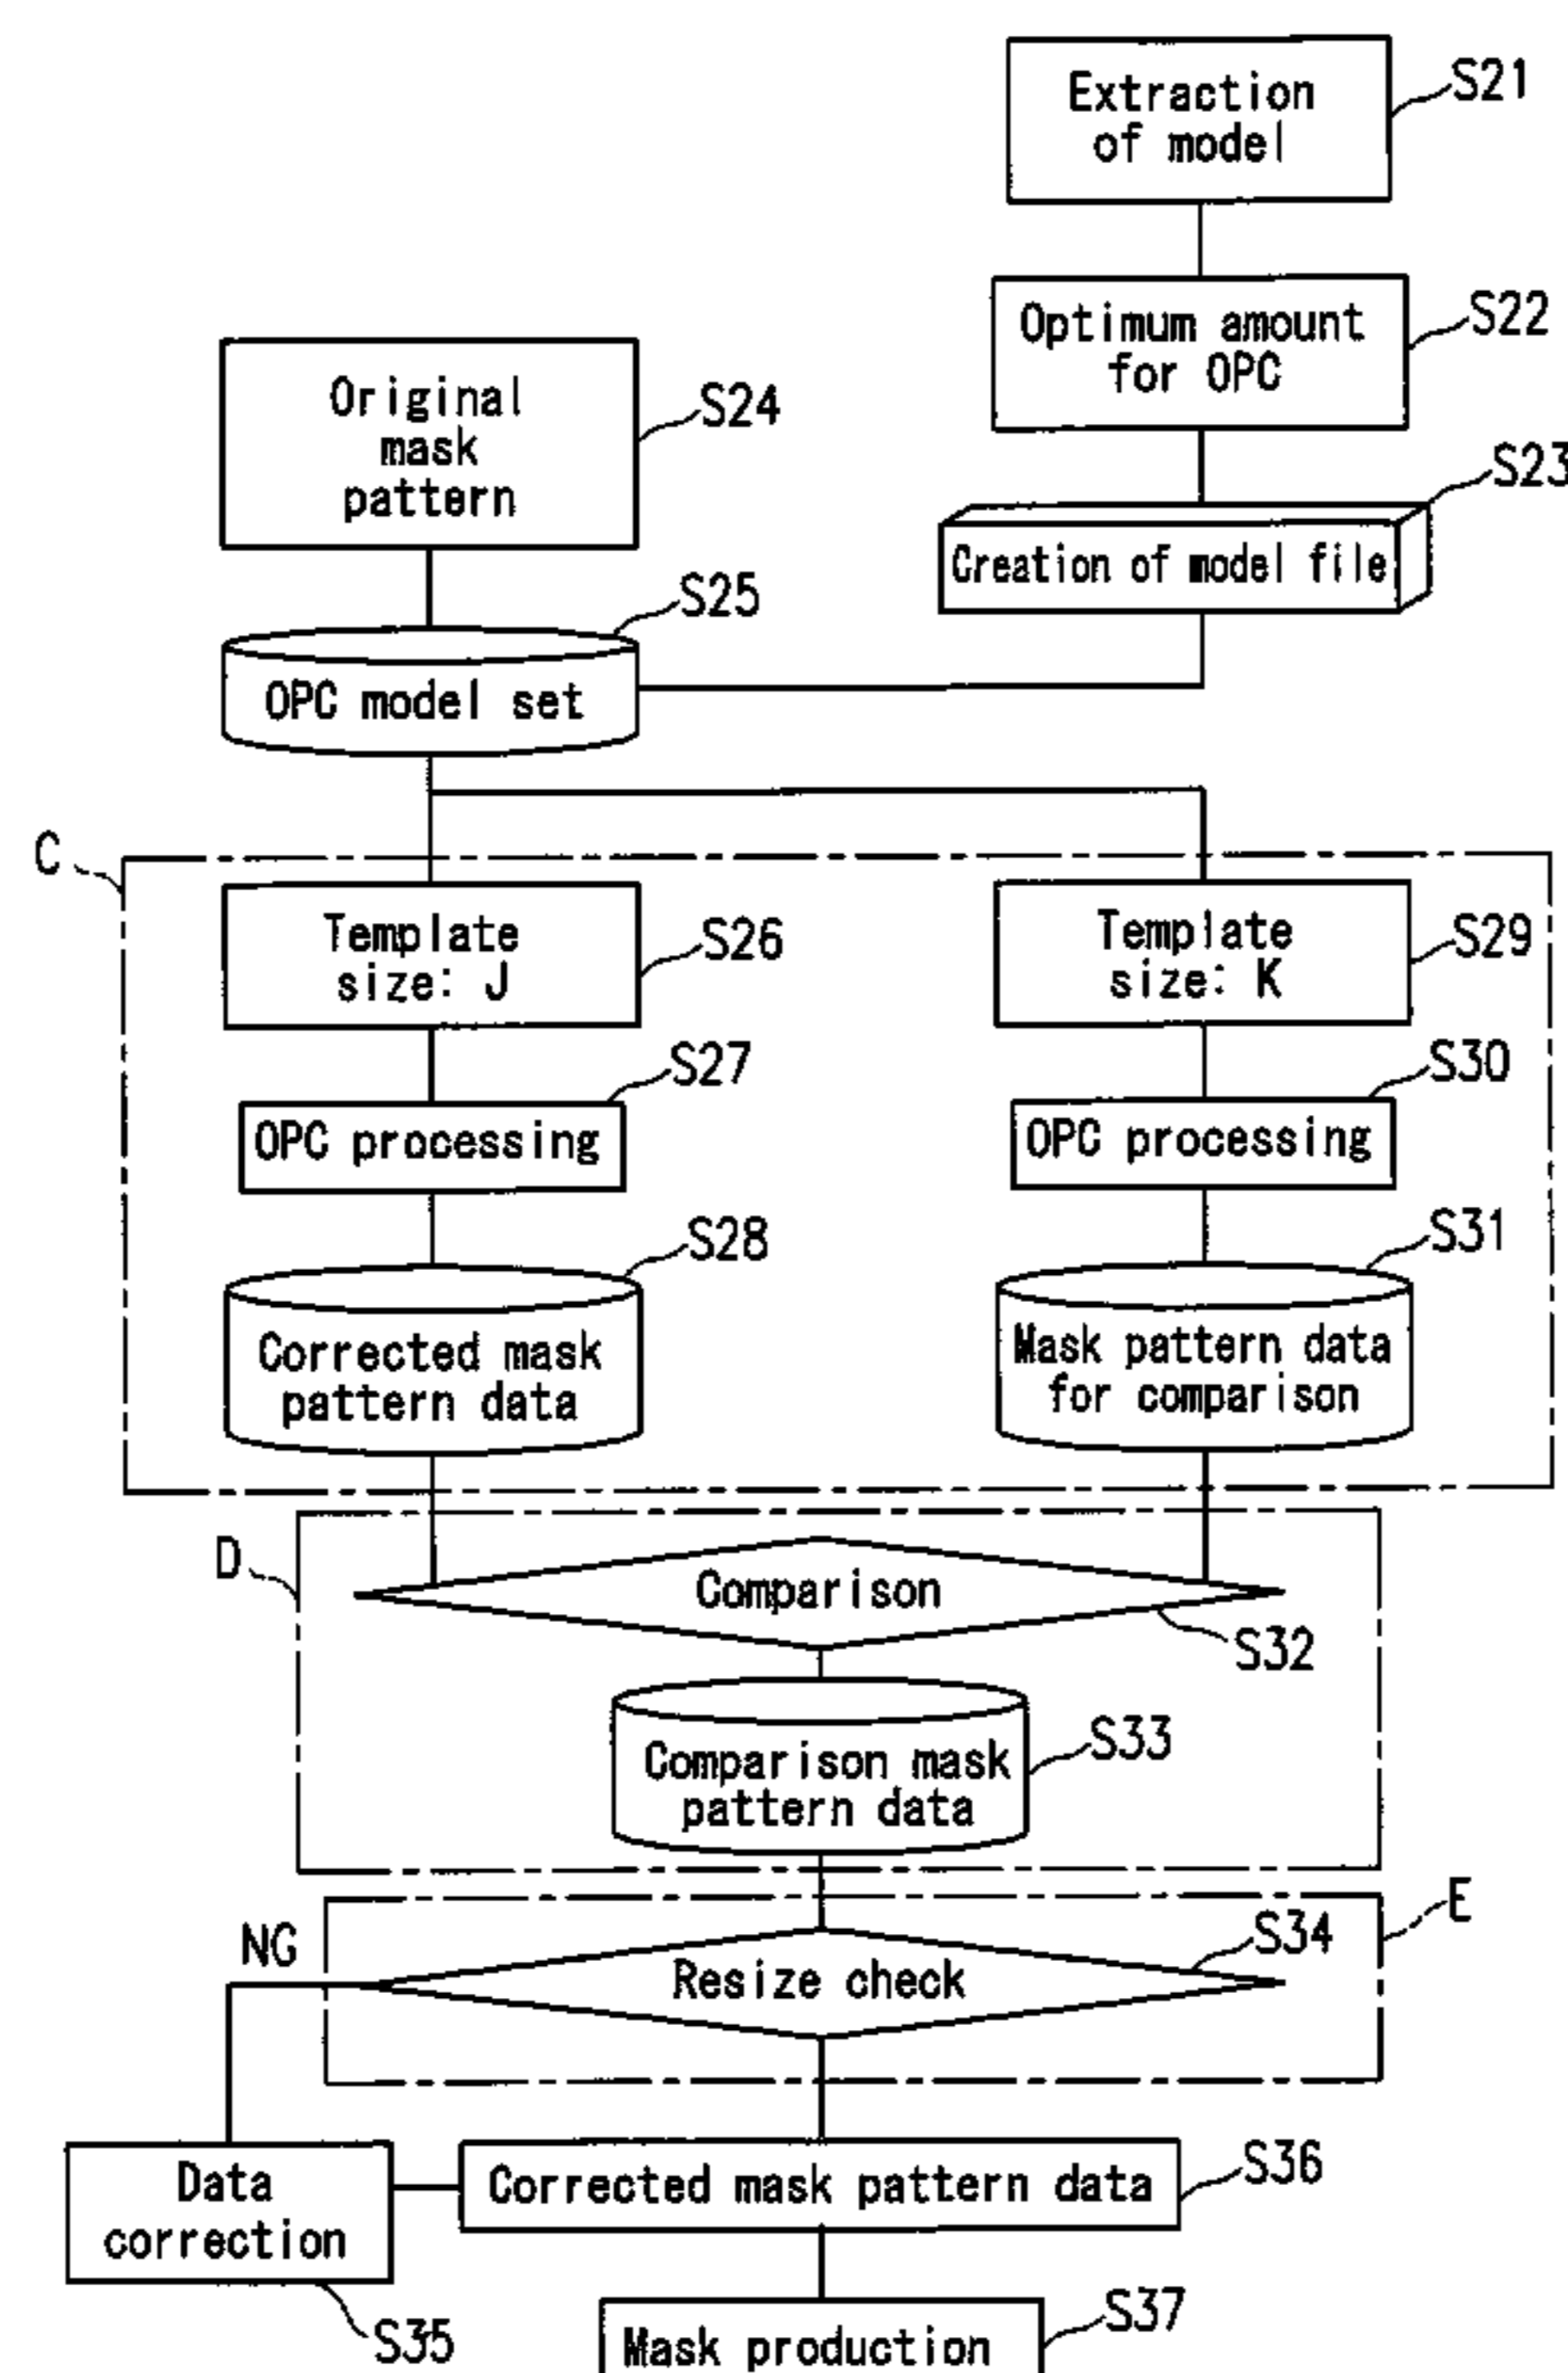 Extraction
of model
S21
Optimum amount
for OPC
S22
Original
mask
pattern
S24
S23
Creation of model file
S25
OPC model set
C
Template
size: J
S26
Template
size: K
S29
S27
OPC processing
S30
OPC processing
S28
Corrected mask
pattern data
S31
Mask pattern data
for comparison
D
Comparison
S32
Comparison mask
pattern data
S33
E
NG
S34
Resize check
Data
correction
S35
Corrected mask pattern data
S36
Mask production
S37